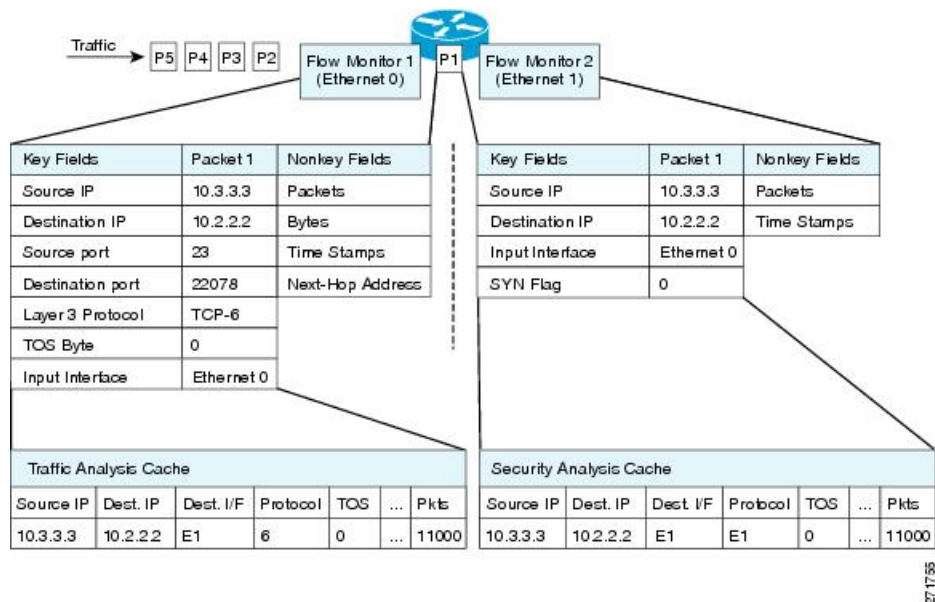 Traffic
P5 P4 P3 P2
Flow Monitor 1
(Ethernet 0)
P1
Flow Monitor 2
(Ethernet 1)
Key Fields Packet 1 Nonkey Fields
Source IP 10.3.3.3 Packets
Destination IP 10.2.2.2 Bytes
Source port 23 Time Stamps
Destination port 22078 Next-Hop Address
Layer 3 Protocol TCP-6
TOS Byte 0
Input Interface Ethernet 0
Key Fields Packet 1 Nonkey Fields
Source IP 10.3.3.3 Packets
Destination IP 10.2.2.2 Time Stamps
Input Interface Ethernet 0
SYN Flag 0
Traffic Analysis Cache
Source IP Dest. IP Dest. I/F Protocol TOS ... Pkts
10.3.3.3 10.2.2.2 E1 6 0 ... 11000
Security Analysis Cache
Source IP Dest. IP Dest. I/F Protocol TOS ... Pkts
10.3.3.3 10.2.2.2 E1 E1 0 ... 11000
271755